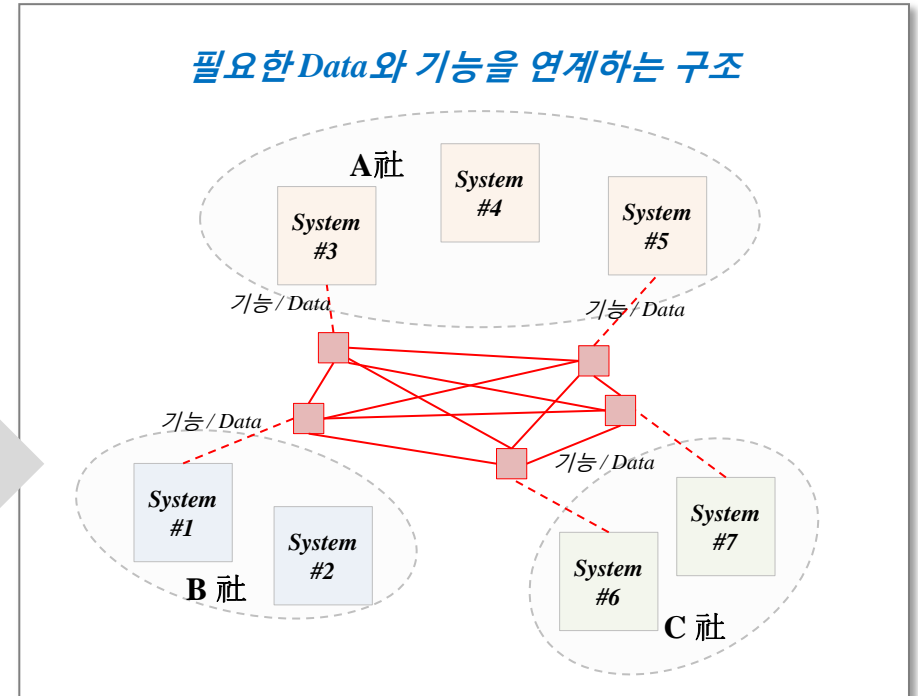 필요한 Data와 기능을 연계하는 구조
A社
System
#4
System
#3
System
#5
기능 / Data
기능 / Data
기능 / Data
기능 / Data
System
#1
System
#2
B 社
System
#7
System
#6
C 社